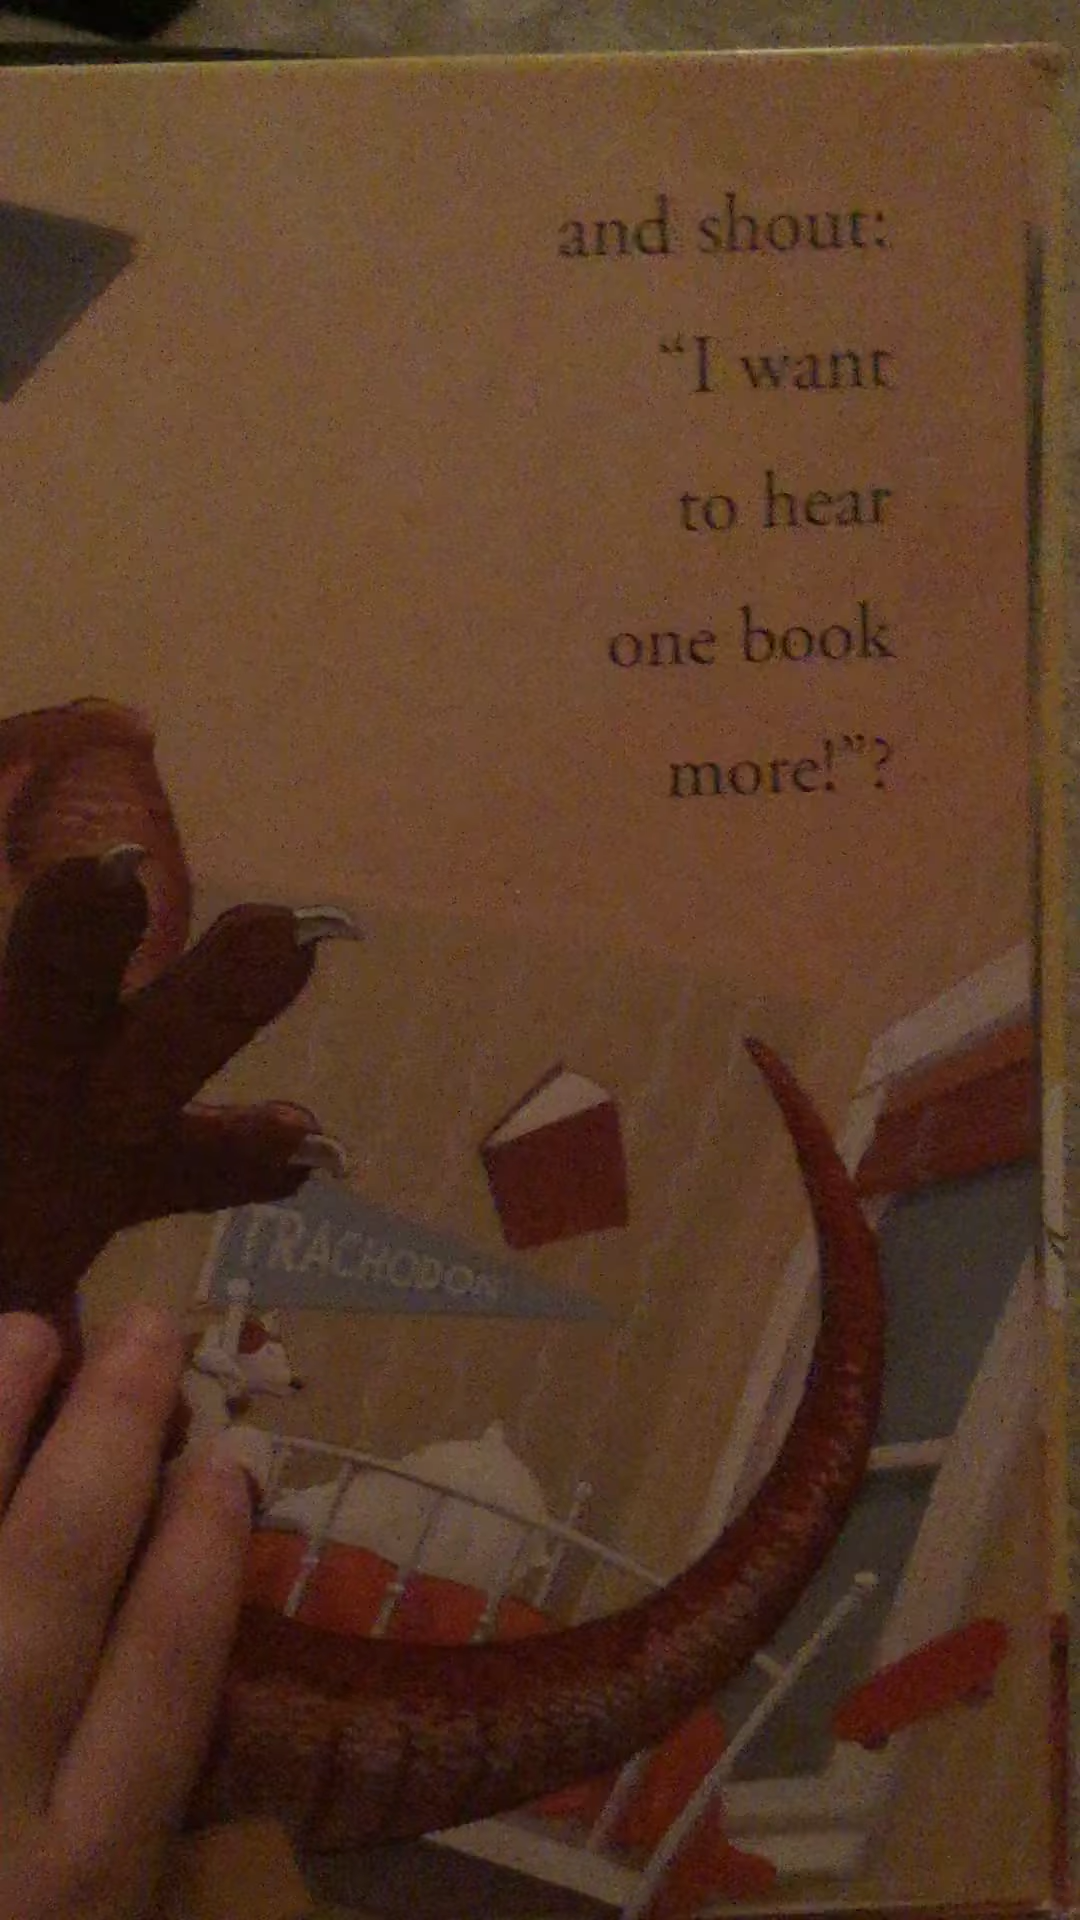 and shout:
“I want
to hear
one book
more!”?
TRACHODON